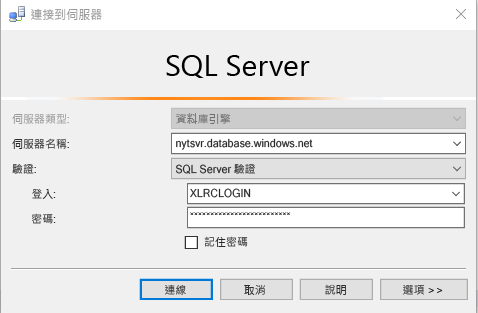 連接到伺服器
SQL Server
伺服器類型: 資料庫引擎
伺服器名稱: nytsvr.database.windows.net
驗證: SQL Server 驗證
登入: XLRCLOGIN
密碼: ************************
記住密碼
連線 取消 說明 選項 >>